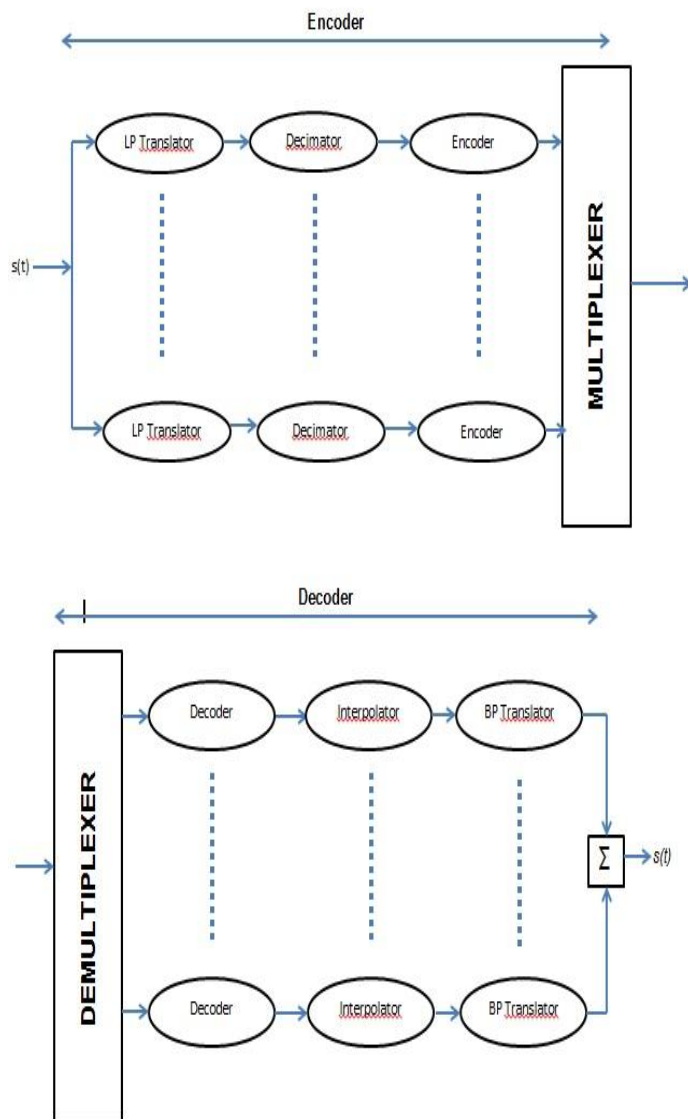 Encoder
LP Translator Decimator Encoder
s(t)
MULTIPLEXER
LP Translator Decimator Encoder
Decoder
Decoder Interpolator BP Translator
DEMULTIPLEXER
Σ s(t)
Decoder Interpolator BP Translator